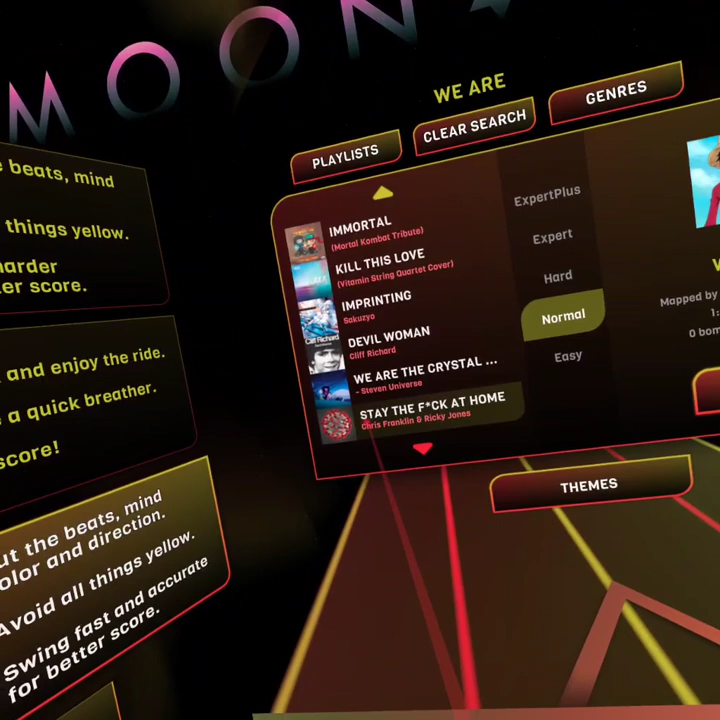 MOON
WE ARE
PLAYLISTS
CLEAR SEARCH
GENRES
beats, mind
things yellow.
harder
score.
and enjoy the ride.
a quick breather.
score!
the beats, mind
and direction.
Avoid all things yellow.
Swing fast and accurate
for better score.
IMMORTAL
(Mortal Kombat Tribute)
KILL THIS LOVE
(Vitamin String Quartet Cover)
IMPRINTING
Sakuzyo
DEVIL WOMAN
Cliff Richard
WE ARE THE CRYSTAL ...
- Steven Universe
STAY THE F*CK AT HOME
Chris Franklin & Ricky Jones
ExpertPlus
Expert
Hard
Normal
Easy
Mapped by
0
THEMES